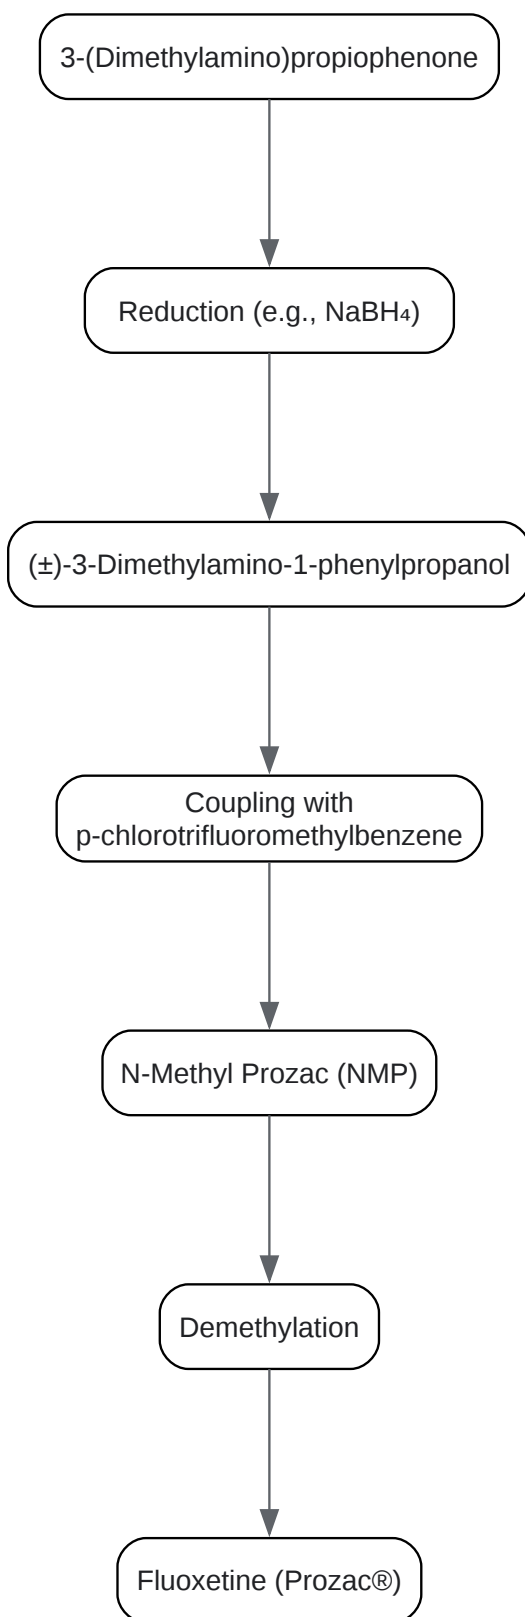 3-(Dimethylamino)propiophenone
Reduction (e.g., NaBH₄)
(±)-3-Dimethylamino-1-phenylpropanol
Coupling with
p-chlorotrifluoromethylbenzene
N-Methyl Prozac (NMP)
Demethylation
Fluoxetine (Prozac®)